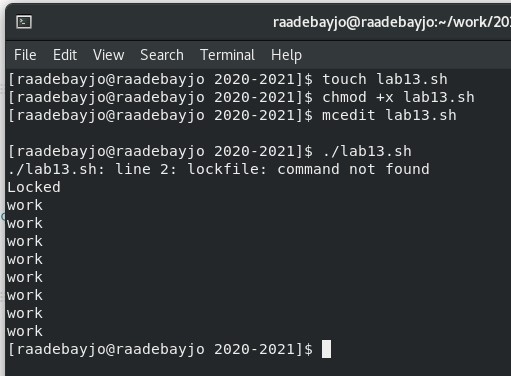 raadebayjo@raadebayjo:~/work/202
File Edit View Search Terminal Help
[raadebayjo@raadebayjo 2020-2021]$ touch lab13.sh
[raadebayjo@raadebayjo 2020-2021]$ chmod +x lab13.sh
[raadebayjo@raadebayjo 2020-2021]$ mcedit lab13.sh
[raadebayjo@raadebayjo 2020-2021]$ ./lab13.sh
./lab13.sh: line 2: lockfile: command not found
Locked
work
work
work
work
work
work
work
work
[raadebayjo@raadebayjo 2020-2021]$